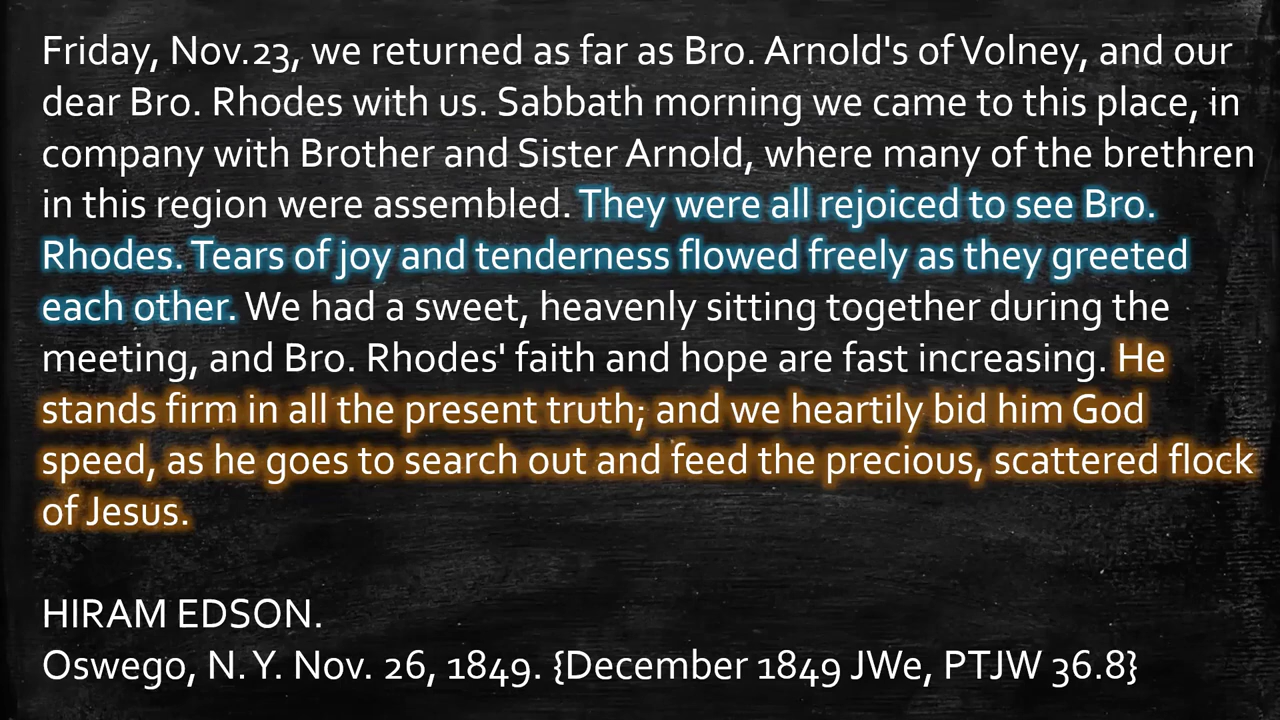 Friday, Nov.23, we returned as far as Bro. Arnold's of Volney, and our
dear Bro. Rhodes with us. Sabbath morning we came to this place, in
company with Brother and Sister Arnold, where many of the brethren
in this region were assembled. They were all rejoiced to see Bro.
Rhodes. Tears of joy and tenderness flowed freely as they greeted
each other. We had a sweet, heavenly sitting together during the
meeting, and Bro. Rhodes' faith and hope are fast increasing. He
stands firm in all the present truth; and we heartily bid him God
speed, as he goes to search out and feed the precious, scattered flock
of Jesus.
HIRAM EDSON.
Oswego, N. Y. Nov. 26, 1849. {December 1849 JWe, PTJW 36.8}